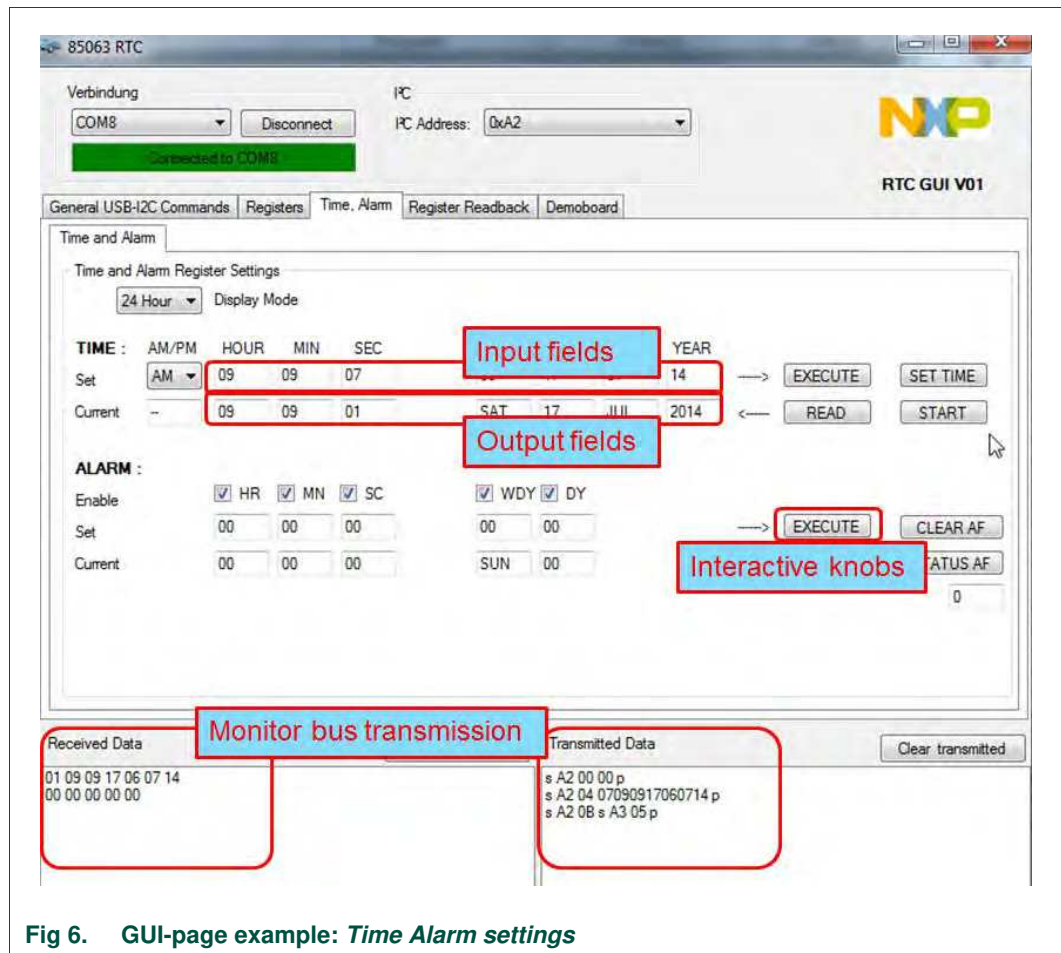 85063 RTC
Verbindung
COM8
Disconnect
Connected to COM8
I²C
I²C Address: 0xA2
NXP
RTC GUI V01
General USB-I2C Commands Registers Time, Alarm Register Readback Demoboard
Time and Alarm
Time and Alarm Register Settings
24 Hour Display Mode
TIME : AM/PM HOUR MIN SEC YEAR
Input fields
Set AM 09 09 07 14 ----> EXECUTE SET TIME
Current -- 09 09 01 SAT 17 JUL 2014 <---- READ START
Output fields
ALARM :
Enable HR MN SC WDY DY
Set 00 00 00 00 00 ----> EXECUTE CLEAR AF
Current 00 00 00 SUN 00
Interactive knobs
0
Monitor bus transmission
Received Data
01 09 09 17 06 07 14
00 00 00 00 00
Transmitted Data
Clear transmitted
s A2 00 00 p
s A2 04 07090917060714 p
s A2 0B s A3 05 p
Fig 6. GUI-page example: Time Alarm settings